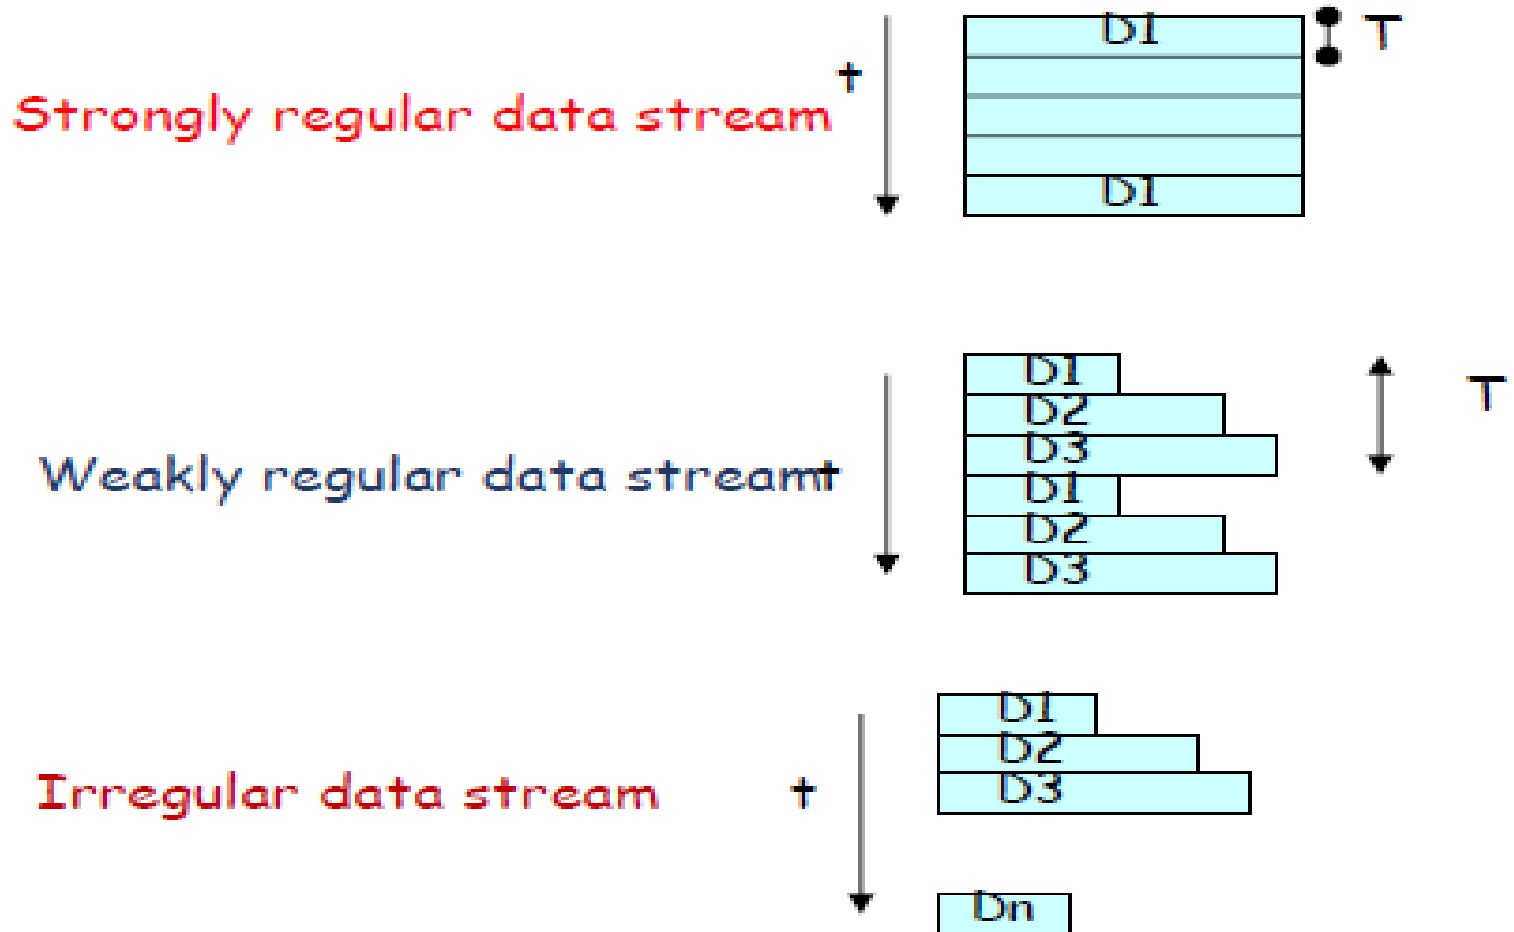 D1
T
t
Strongly regular data stream
D1
D1
T
D2
D3
Weakly regular data stream t
D1
D2
D3
D1
D2
Irregular data stream t
D3
Dn